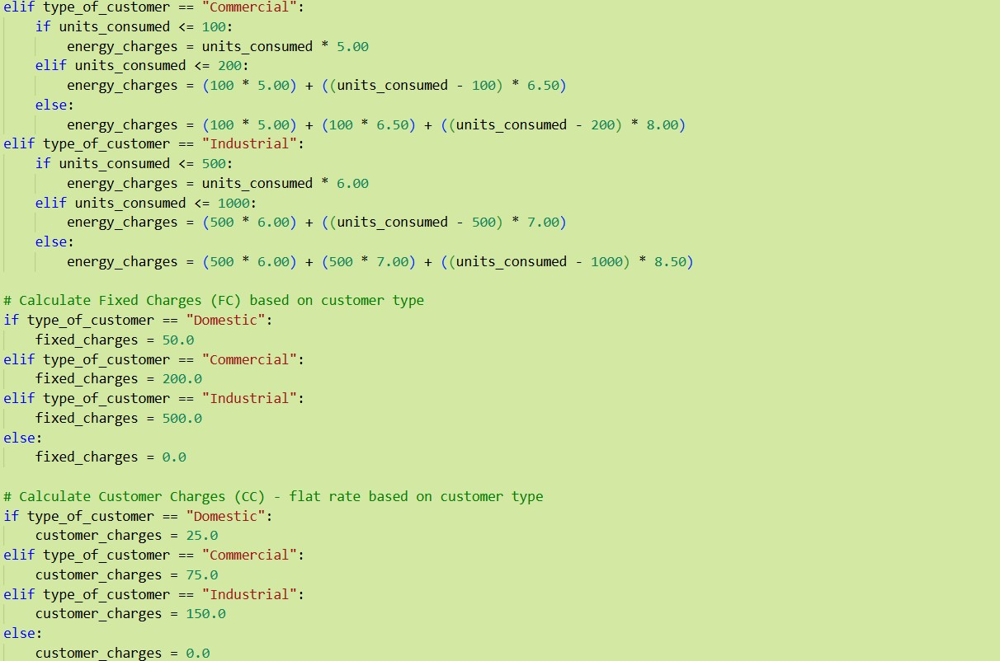 elif type_of_customer == "Commercial":
    if units_consumed <= 100:
        energy_charges = units_consumed * 5.00
    elif units_consumed <= 200:
        energy_charges = (100 * 5.00) + ((units_consumed - 100) * 6.50)
    else:
        energy_charges = (100 * 5.00) + (100 * 6.50) + ((units_consumed - 200) * 8.00)
elif type_of_customer == "Industrial":
    if units_consumed <= 500:
        energy_charges = units_consumed * 6.00
    elif units_consumed <= 1000:
        energy_charges = (500 * 6.00) + ((units_consumed - 500) * 7.00)
    else:
        energy_charges = (500 * 6.00) + (500 * 7.00) + ((units_consumed - 1000) * 8.50)

# Calculate Fixed Charges (FC) based on customer type
if type_of_customer == "Domestic":
    fixed_charges = 50.0
elif type_of_customer == "Commercial":
    fixed_charges = 200.0
elif type_of_customer == "Industrial":
    fixed_charges = 500.0
else:
    fixed_charges = 0.0

# Calculate Customer Charges (CC) - flat rate based on customer type
if type_of_customer == "Domestic":
    customer_charges = 25.0
elif type_of_customer == "Commercial":
    customer_charges = 75.0
elif type_of_customer == "Industrial":
    customer_charges = 150.0
else:
    customer_charges = 0.0